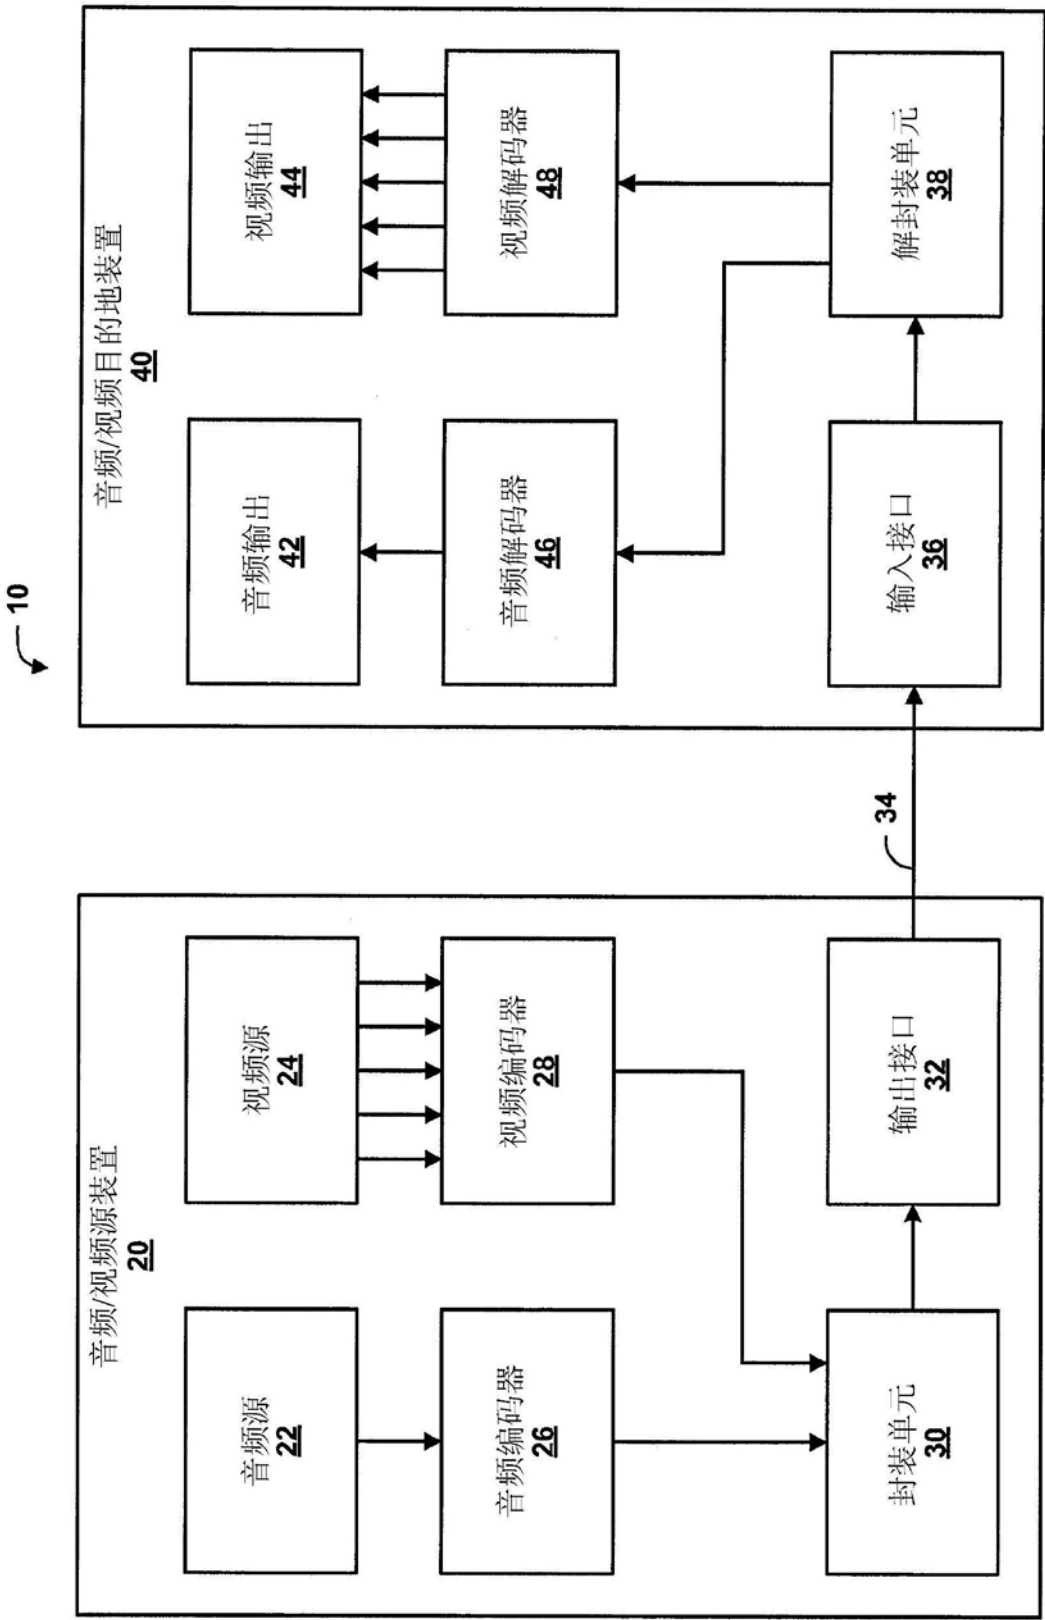 10
音频/视频源装置
20
音频源
22
视频源
24
音频编码器
26
视频编码器
28
封装单元
30
输出接口
32
34
音频/视频目的地装置
40
音频输出
42
视频输出
44
音频解码器
46
视频解码器
48
输入接口
36
解封装单元
38